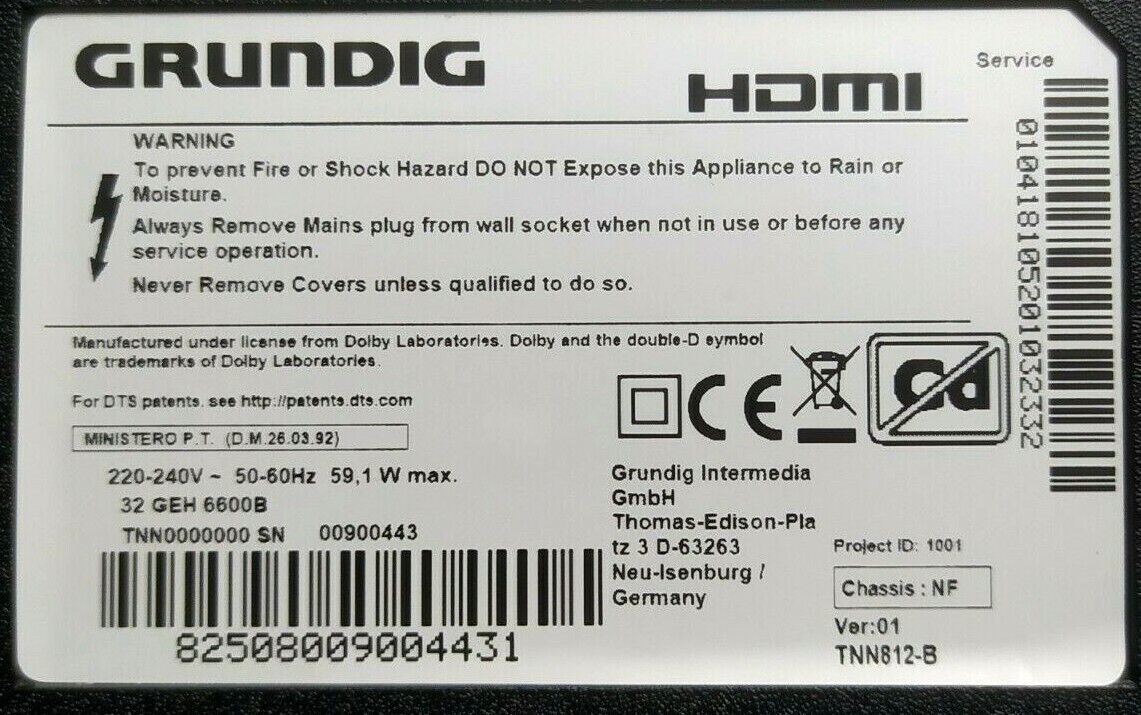 GRUNDIG
HDMI
Service
WARNING
To prevent Fire or Shock Hazard DO NOT Expose this Appliance to Rain or
Moisture.
Always Remove Mains plug from wall socket when not in use or before any
service operation.
Never Remove Covers unless qualified to do so.
010418105201032332
Manufactured under license from Dolby Laboratories. Dolby and the double-D symbol
are trademarks of Dolby Laboratories.
For DTS patents. see http://patents.dts.com
MINISTERO P.T. (D.M.26.03.92)
CE
Pb
220-240V ~ 50-60Hz 59,1 W max.
32 GEH 6600B
TNN0000000 SN 00900443
82508009004431
Grundig Intermedia
GmbH
Thomas-Edison-Pla
tz 3 D-63263
Neu-Isenburg /
Germany
Project ID: 1001
Chassis : NF
Ver:01
TNN812-B